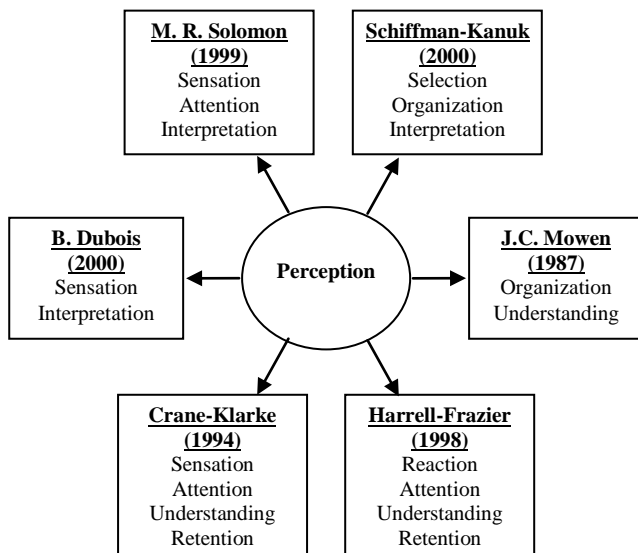 M. R. Solomon
(1999)
Sensation
Attention
Interpretation
Schiffman-Kanuk
(2000)
Selection
Organization
Interpretation
B. Dubois
(2000)
Sensation
Interpretation
Perception
J.C. Mowen
(1987)
Organization
Understanding
Crane-Klarke
(1994)
Sensation
Attention
Understanding
Retention
Harrell-Frazier
(1998)
Reaction
Attention
Understanding
Retention